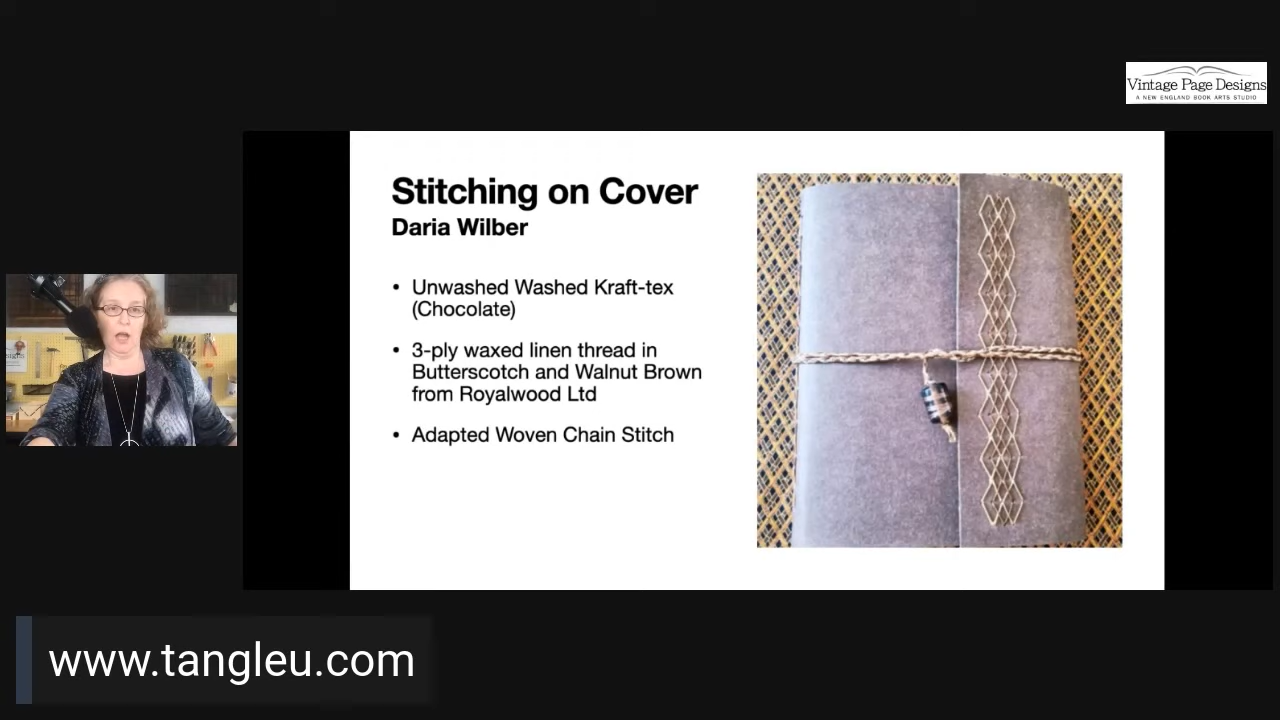 Vintage Page Designs
A NEW ENGLAND BOOK ARTS STUDIO
Stitching on Cover
Daria Wilber
• Unwashed Washed Kraft-tex
(Chocolate)
• 3-ply waxed linen thread in
Butterscotch and Walnut Brown
from Royalwood Ltd
• Adapted Woven Chain Stitch
www.tangleu.com